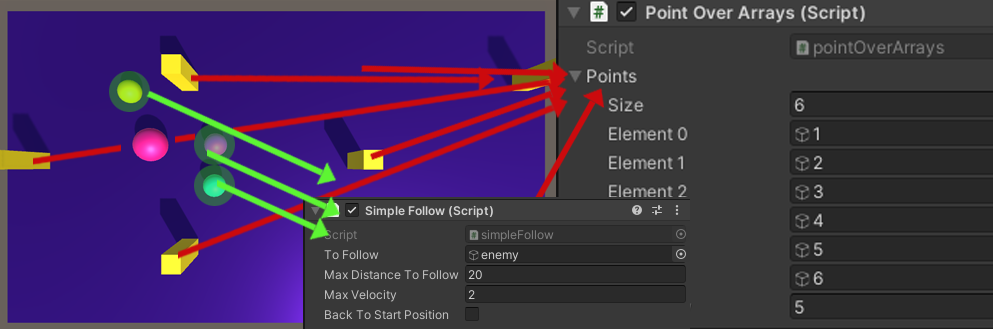 Point Over Arrays (Script)
Script pointOverArrays
Points
Size 6
Element 0 1
Element 1 2
Element 2 3
4
5
6
5
Simple Follow (Script)
Script simpleFollow
To Follow enemy
Max Distance To Follow 20
Max Velocity 2
Back To Start Position